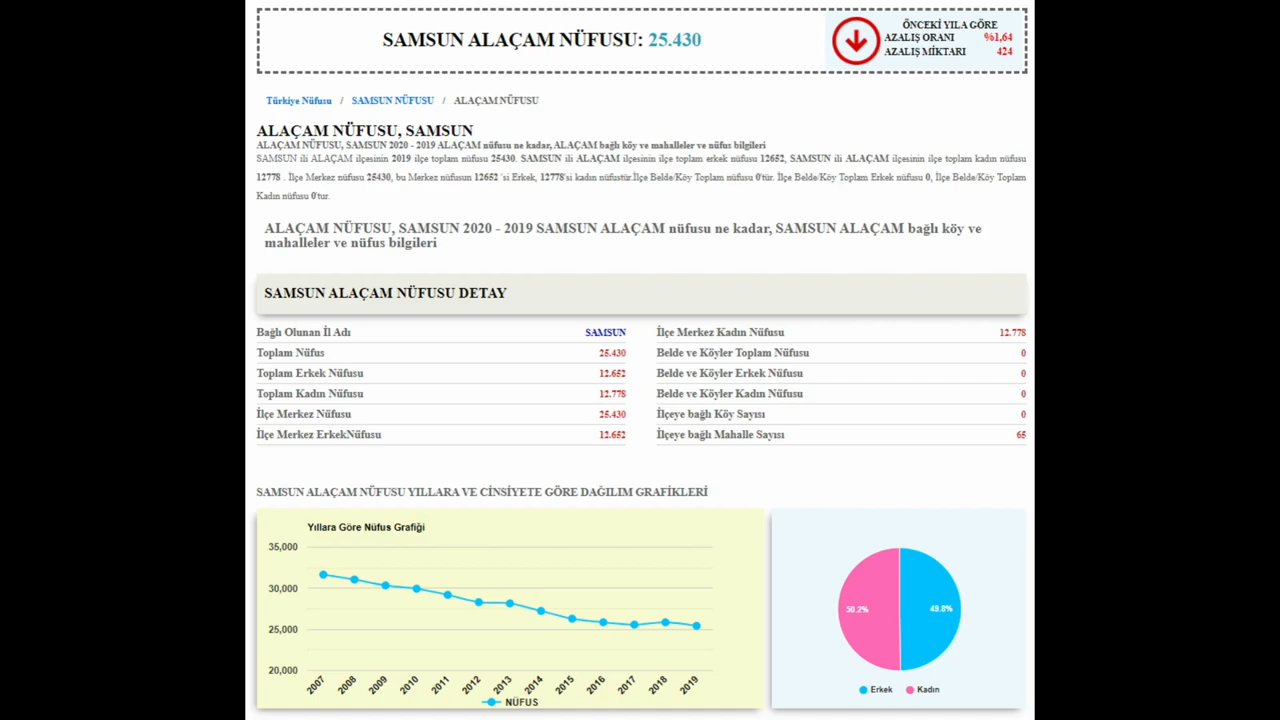 SAMSUN ALAÇAM NÜFUSU: 25.430
ÖNCEKİ YILA GÖRE
AZALIŞ ORANI %1,64
AZALIŞ MİKTARI 424
Türkiye Nüfusu / SAMSUN NÜFUSU / ALAÇAM NÜFUSU
ALAÇAM NÜFUSU, SAMSUN
ALAÇAM NÜFUSU, SAMSUN 2020 - 2019 ALAÇAM nüfusu ne kadar, ALAÇAM bağlı köy ve mahalleler ve nüfus bilgileri
SAMSUN ili ALAÇAM ilçesinin 2019 ilçe toplam nüfusu 25430. SAMSUN ili ALAÇAM ilçesinin ilçe toplam erkek nüfusu 12652, SAMSUN ili ALAÇAM ilçesinin ilçe toplam kadın nüfusu
12778 . İlçe Merkez nüfusu 25430, bu Merkez nüfusun 12652 'si Erkek, 12778'si kadın nüfustür.İlçe Belde/Köy Toplam nüfusu 0'tür. İlçe Belde/Köy Toplam Erkek nüfusu 0, İlçe Belde/Köy Toplam
Kadın nüfusu 0'tur.
ALAÇAM NÜFUSU, SAMSUN 2020 - 2019 SAMSUN ALAÇAM nüfusu ne kadar, SAMSUN ALAÇAM bağlı köy ve
mahalleler ve nüfus bilgileri
SAMSUN ALAÇAM NÜFUSU DETAY
Bağlı Olunan İl Adı SAMSUN
Toplam Nüfus 25.430
Toplam Erkek Nüfusu 12.652
Toplam Kadın Nüfusu 12.778
İlçe Merkez Nüfusu 25.430
İlçe Merkez ErkekNüfusu 12.652
İlçe Merkez Kadın Nüfusu 12.778
Belde ve Köyler Toplam Nüfusu 0
Belde ve Köyler Erkek Nüfusu 0
Belde ve Köyler Kadın Nüfusu 0
İlçeye bağlı Köy Sayısı 0
İlçeye bağlı Mahalle Sayısı 65
SAMSUN ALAÇAM NÜFUSU YILLARA VE CİNSİYETE GÖRE DAĞILIM GRAFİKLERİ
Yıllara Göre Nüfus Grafiği
35,000
30,000
25,000
20,000
2007 2008 2009 2010 2011 2012 2013 2014 2015 2016 2017 2018 2019
NÜFUS
50.2% 49.8%
Erkek Kadın